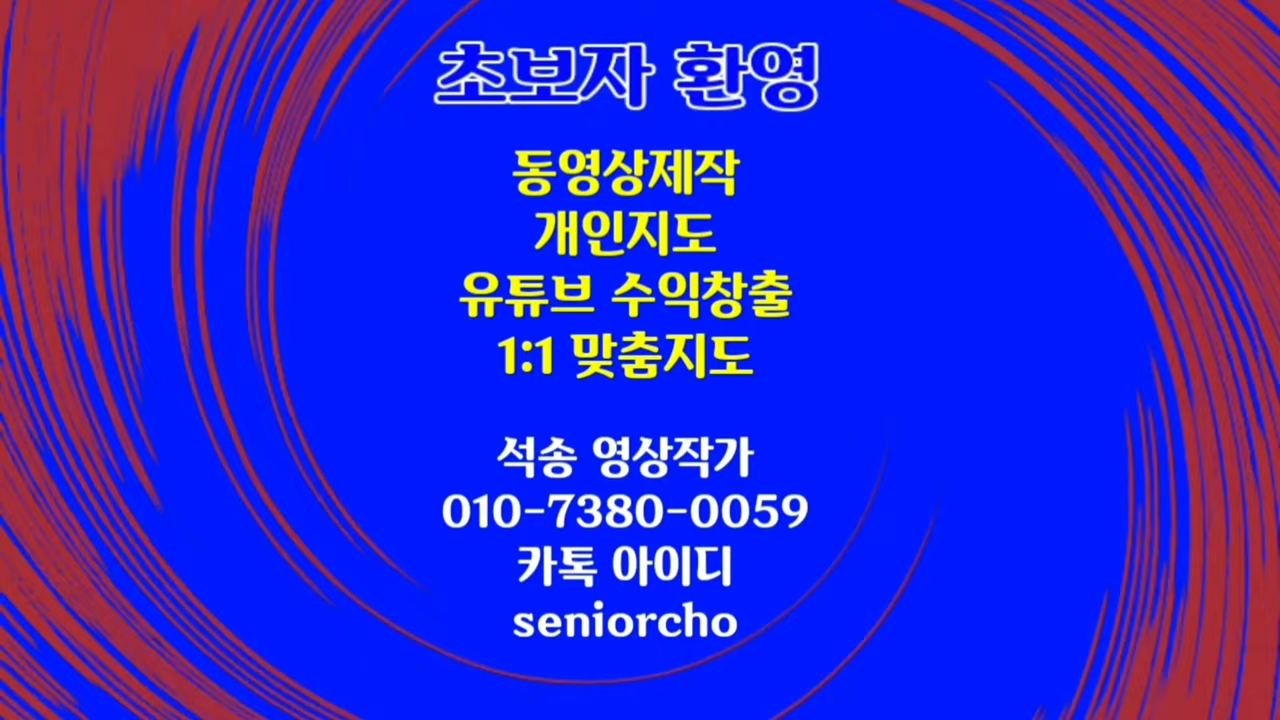 초보자 환영
동영상제작
개인지도
유튜브 수익창출
1:1 맞춤지도
석송 영상작가
010-7380-0059
카톡 아이디
seniorcho